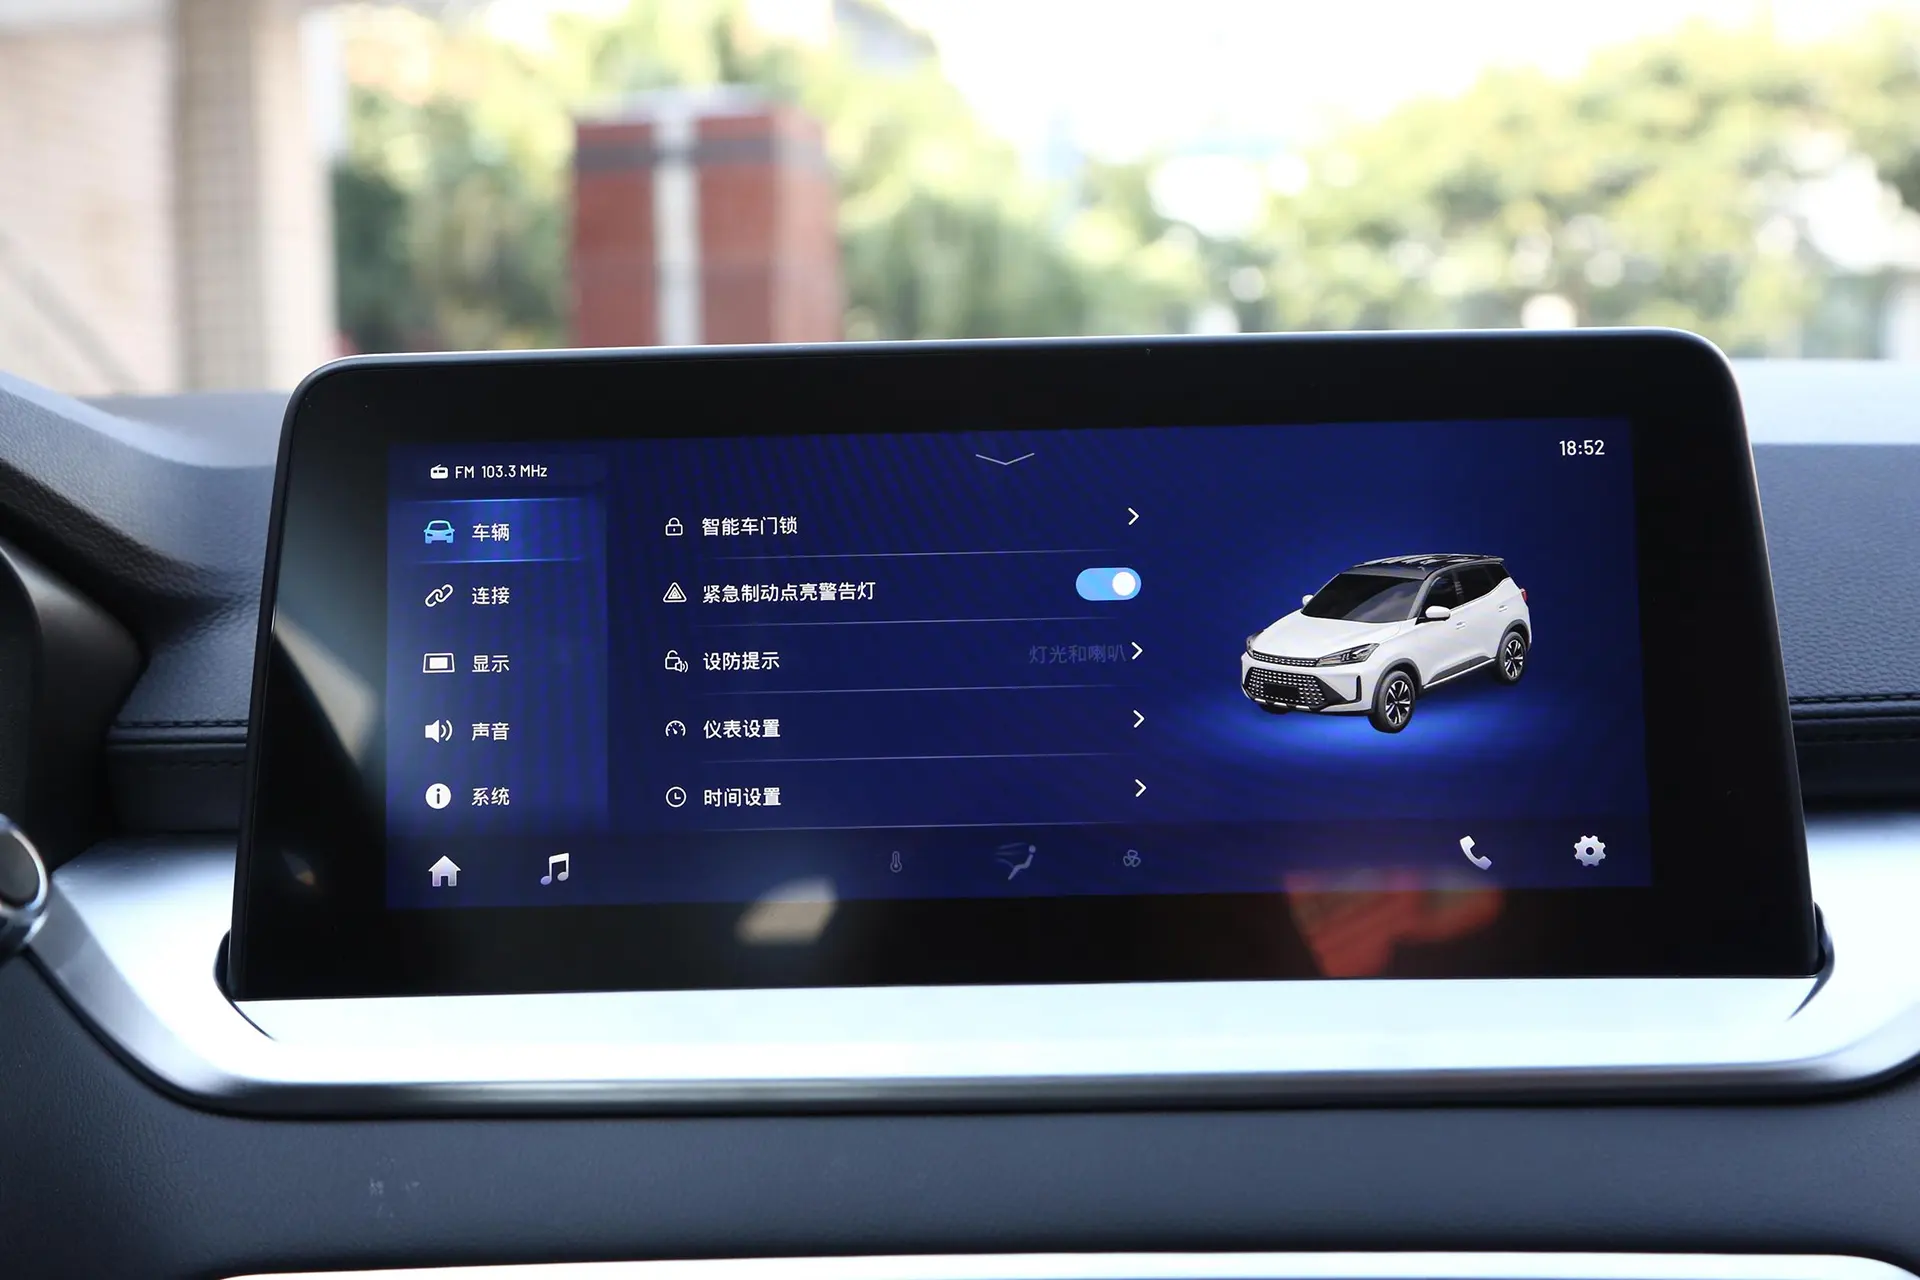 FM 103.3 MHz
18:52
车辆
连接
显示
声音
系统
智能车门锁
紧急制动点亮警告灯
设防提示 灯光和喇叭
仪表设置
时间设置